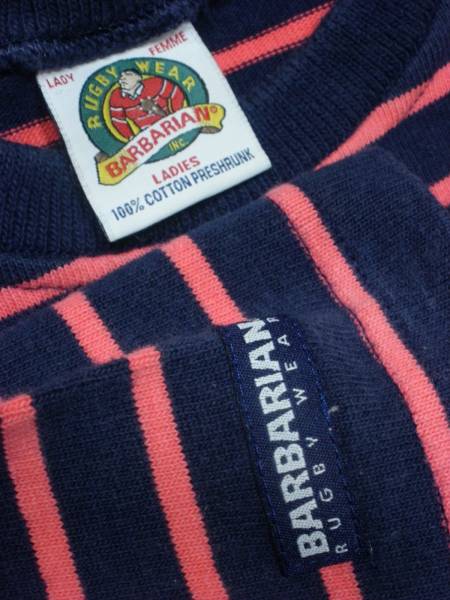 LADY FEMME
RUGBY WEAR
BARBARIAN®
INC.
LADIES
100% COTTON PRESHRUNK
BARBARIAN
RUGBY WEAR